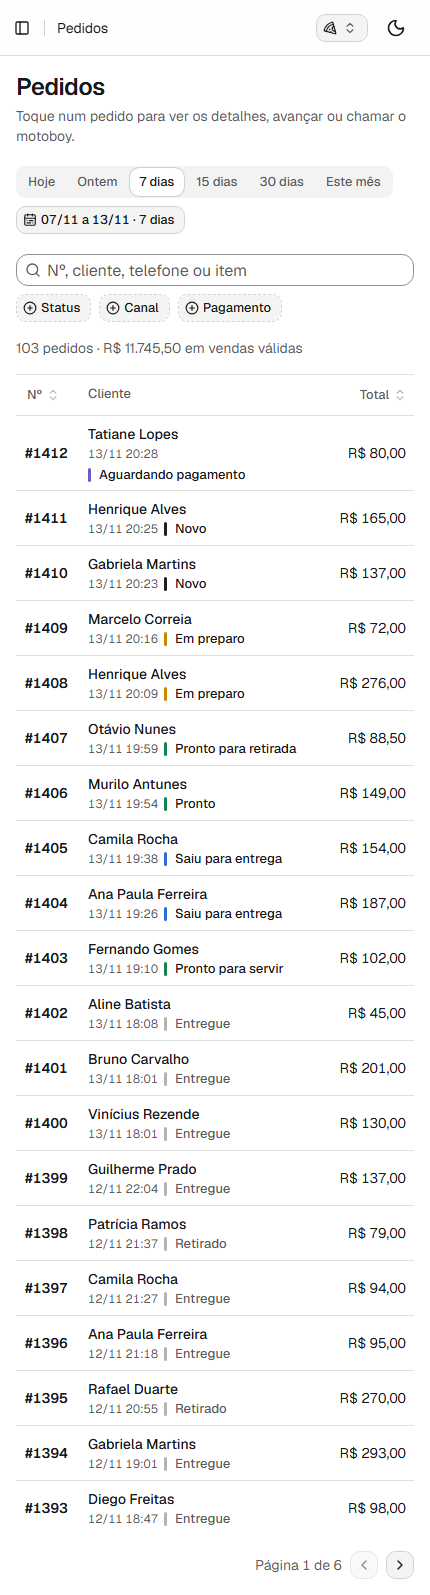 Pedidos
Pedidos
Toque num pedido para ver os detalhes, avançar ou chamar o
motoboy.
Hoje Ontem 7 dias 15 dias 30 dias Este mês
07/11 a 13/11 · 7 dias
Nº, cliente, telefone ou item
Status Canal Pagamento
103 pedidos · R$ 11.745,50 em vendas válidas
Nº Cliente Total
Tatiane Lopes
#1412 13/11 20:28 R$ 80,00
Aguardando pagamento
Henrique Alves
#1411 R$ 165,00
13/11 20:25 Novo
Gabriela Martins
#1410 R$ 137,00
13/11 20:23 Novo
Marcelo Correia
#1409 R$ 72,00
13/11 20:16 Em preparo
Henrique Alves
#1408 R$ 276,00
13/11 20:09 Em preparo
Otávio Nunes
#1407 R$ 88,50
13/11 19:59 Pronto para retirada
Murilo Antunes
#1406 R$ 149,00
13/11 19:54 Pronto
Camila Rocha
#1405 R$ 154,00
13/11 19:38 Saiu para entrega
Ana Paula Ferreira
#1404 R$ 187,00
13/11 19:26 Saiu para entrega
Fernando Gomes
#1403 R$ 102,00
13/11 19:10 Pronto para servir
Aline Batista
#1402 R$ 45,00
13/11 18:08 Entregue
Bruno Carvalho
#1401 R$ 201,00
13/11 18:01 Entregue
Vinícius Rezende
#1400 R$ 130,00
13/11 18:01 Entregue
Guilherme Prado
#1399 R$ 137,00
12/11 22:04 Entregue
Patrícia Ramos
#1398 R$ 79,00
12/11 21:37 Retirado
Camila Rocha
#1397 R$ 94,00
12/11 21:27 Entregue
Ana Paula Ferreira
#1396 R$ 95,00
12/11 21:18 Entregue
Rafael Duarte
#1395 R$ 270,00
12/11 20:55 Retirado
Gabriela Martins
#1394 R$ 293,00
12/11 19:01 Entregue
Diego Freitas
#1393 R$ 98,00
12/11 18:47 Entregue
Página 1 de 6